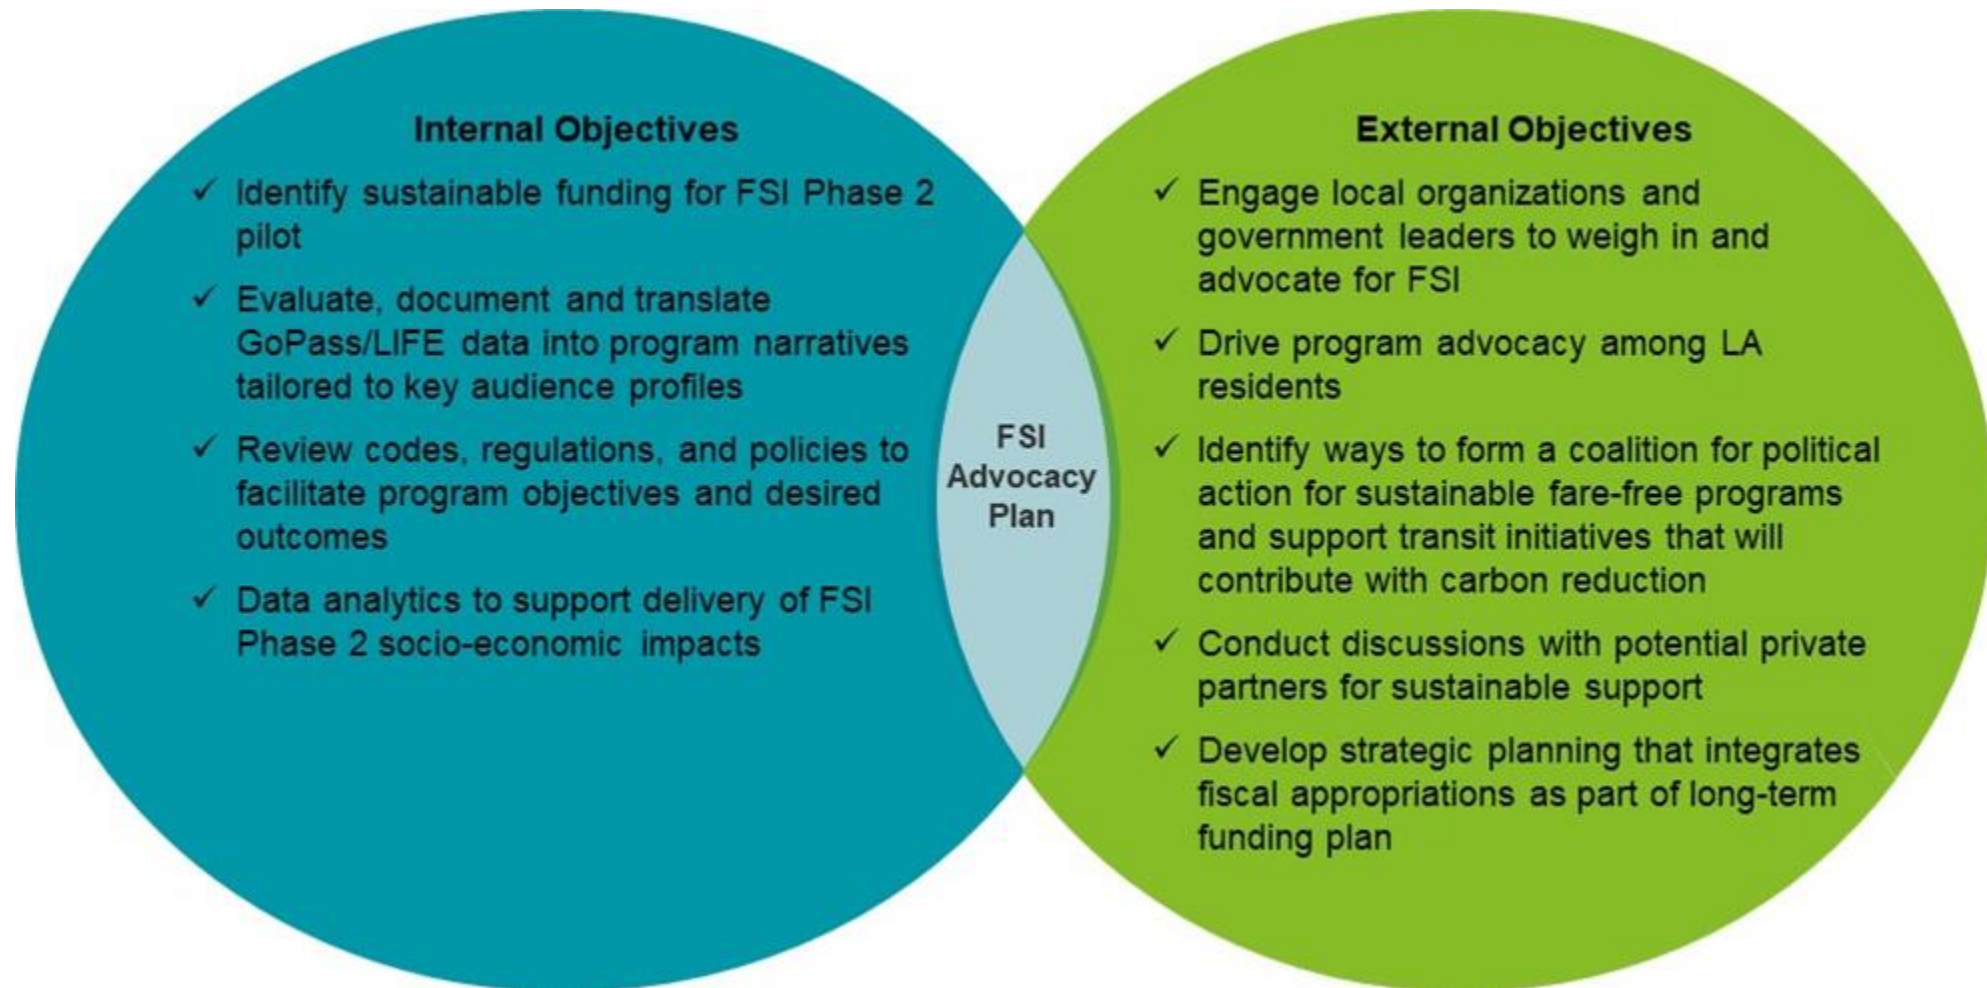 Internal Objectives
✓ Identify sustainable funding for FSI Phase 2
pilot
✓ Evaluate, document and translate
GoPass/LIFE data into program narratives
tailored to key audience profiles
✓ Review codes, regulations, and policies to
facilitate program objectives and desired
outcomes
✓ Data analytics to support delivery of FSI
Phase 2 socio-economic impacts
FSI
Advocacy
Plan
External Objectives
✓ Engage local organizations and
government leaders to weigh in and
advocate for FSI
✓ Drive program advocacy among LA
residents
✓ Identify ways to form a coalition for political
action for sustainable fare-free programs
and support transit initiatives that will
contribute with carbon reduction
✓ Conduct discussions with potential private
partners for sustainable support
✓ Develop strategic planning that integrates
fiscal appropriations as part of long-term
funding plan